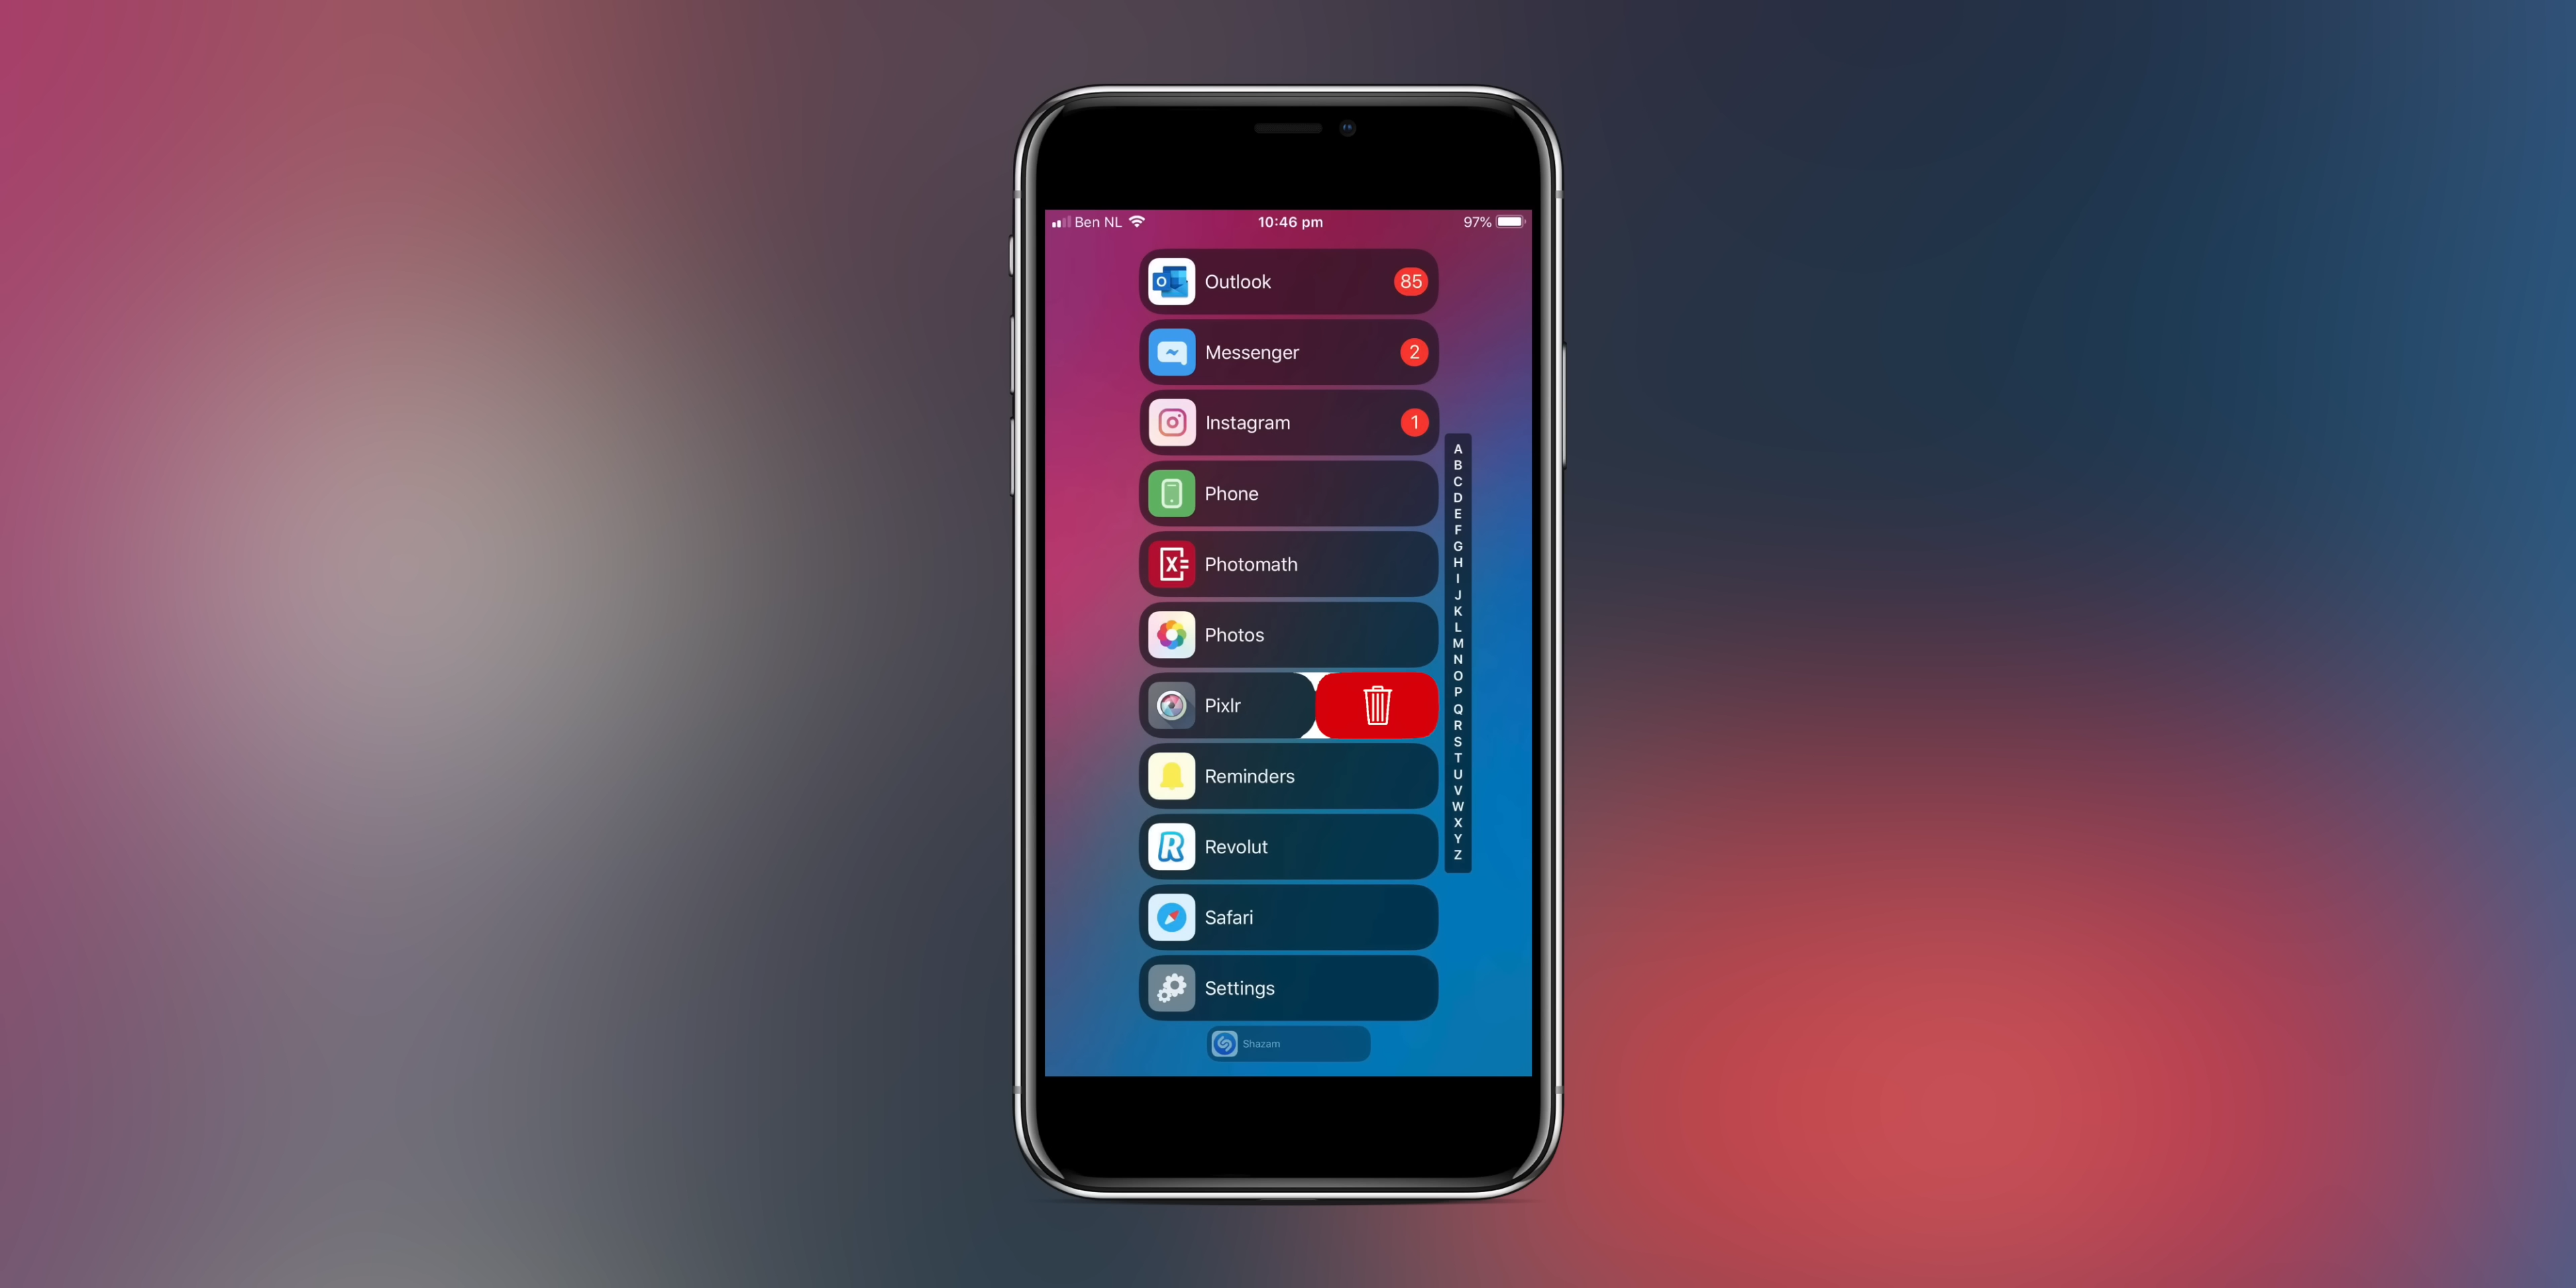 Ben NL 10:46 pm 97%
Outlook 85
Messenger 2
Instagram 1
Phone
Photomath
Photos
Pixlr
Reminders
Revolut
Safari
Settings
Shazam
A
B
C
D
E
F
G
H
I
J
K
L
M
N
O
P
Q
R
S
T
U
V
W
X
Y
Z